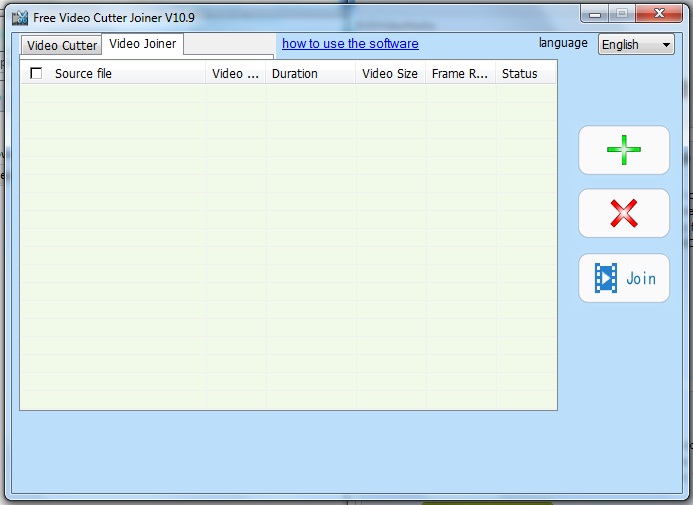 Free Video Cutter Joiner V10.9
Video Cutter
Video Joiner
how to use the software
language
English
Source file
Video ...
Duration
Video Size
Frame R...
Status
Join